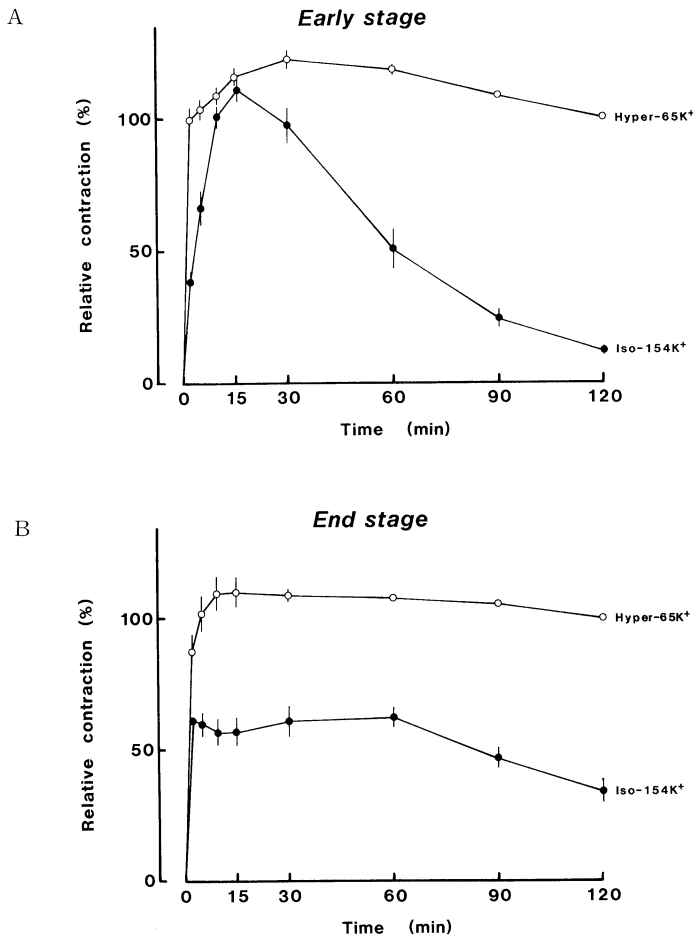 A
Early stage
Relative contraction (%)
100
50
0
Hyper-65K⁺
Iso-154K⁺
0 15 30 60 90 120
Time (min)
B
End stage
Relative contraction (%)
100
50
0
Hyper-65K⁺
Iso-154K⁺
0 15 30 60 90 120
Time (min)